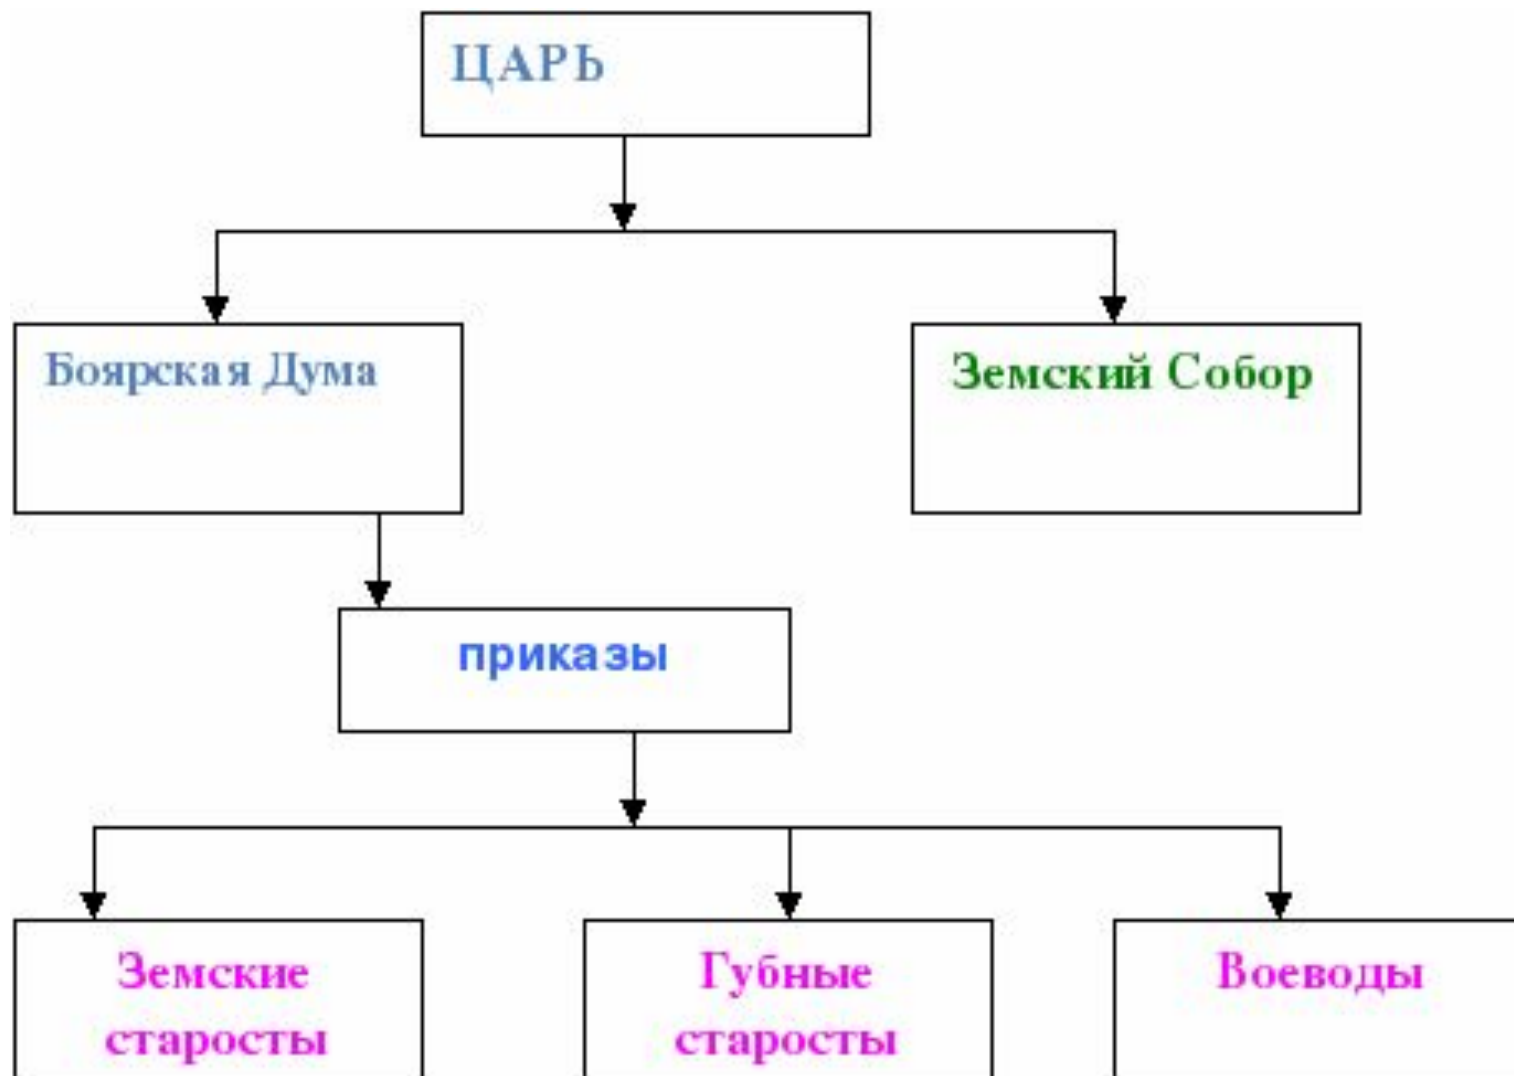 ЦАРЬ
Боярская Дума
Земский Собор
приказы
Земские
старосты
Губные
старосты
Воеводы